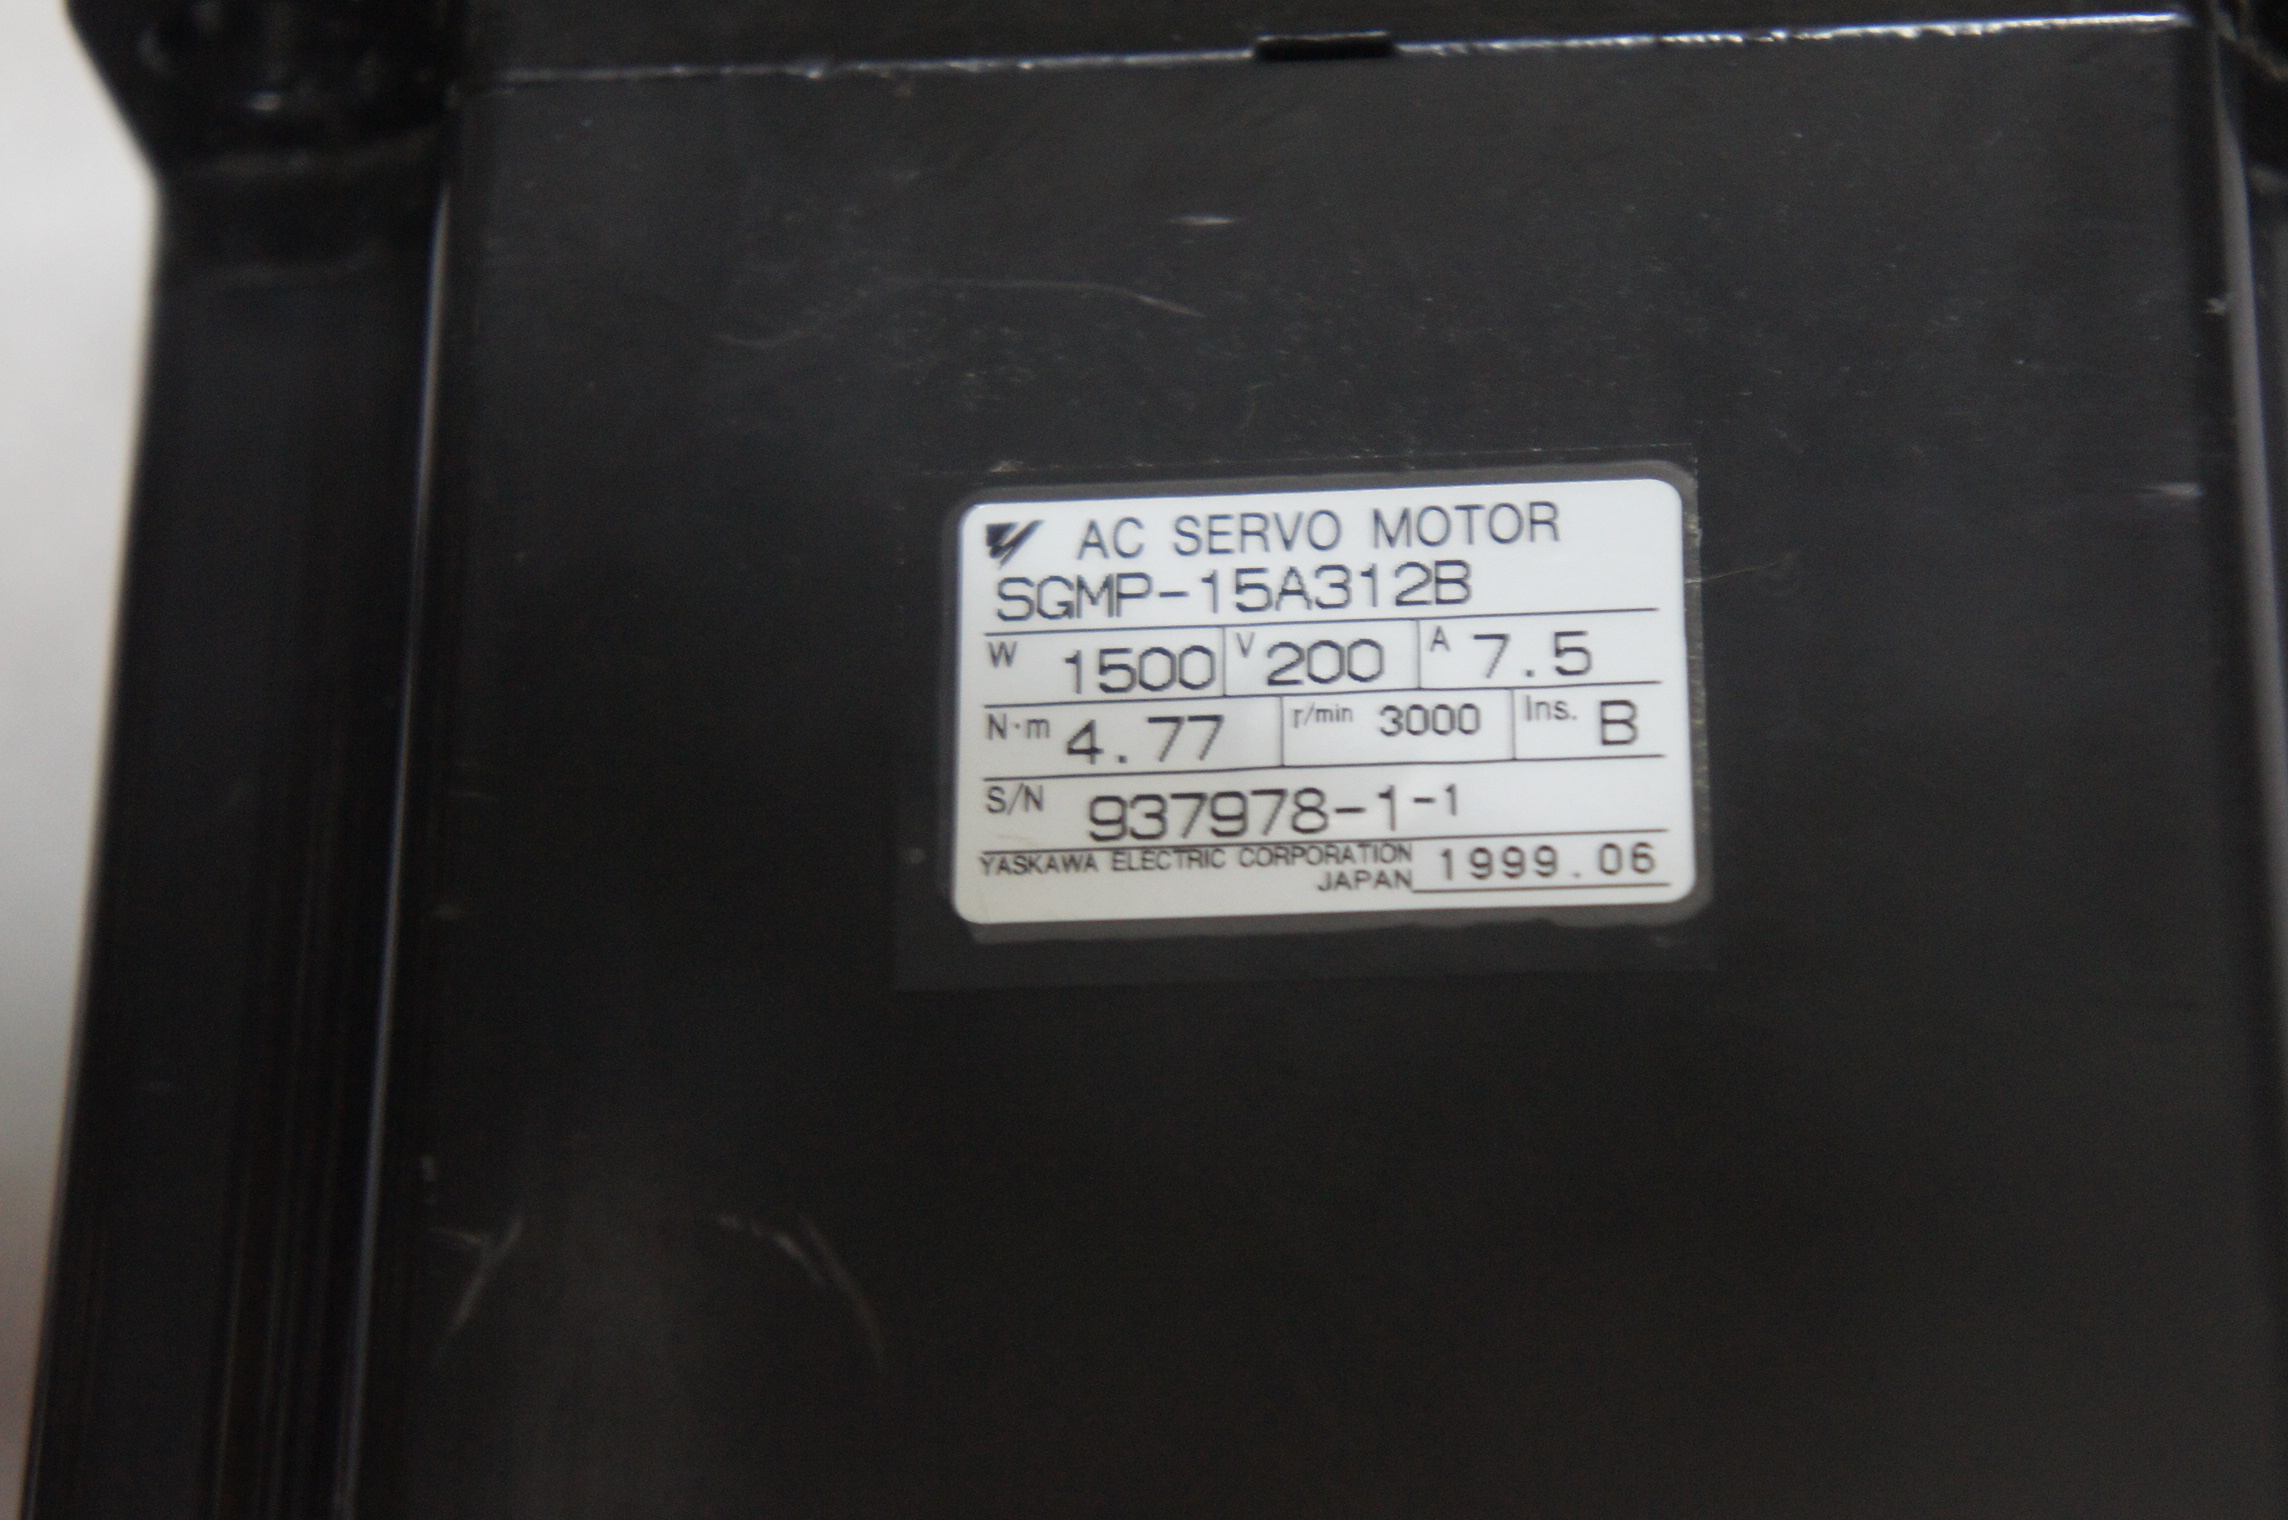 AC SERVO MOTOR
SGMP-15A312B
W 1500 V 200 A 7.5
N·m 4.77 r/min 3000 Ins. B
S/N 937978-1-1
YASKAWA ELECTRIC CORPORATION
JAPAN 1999.06